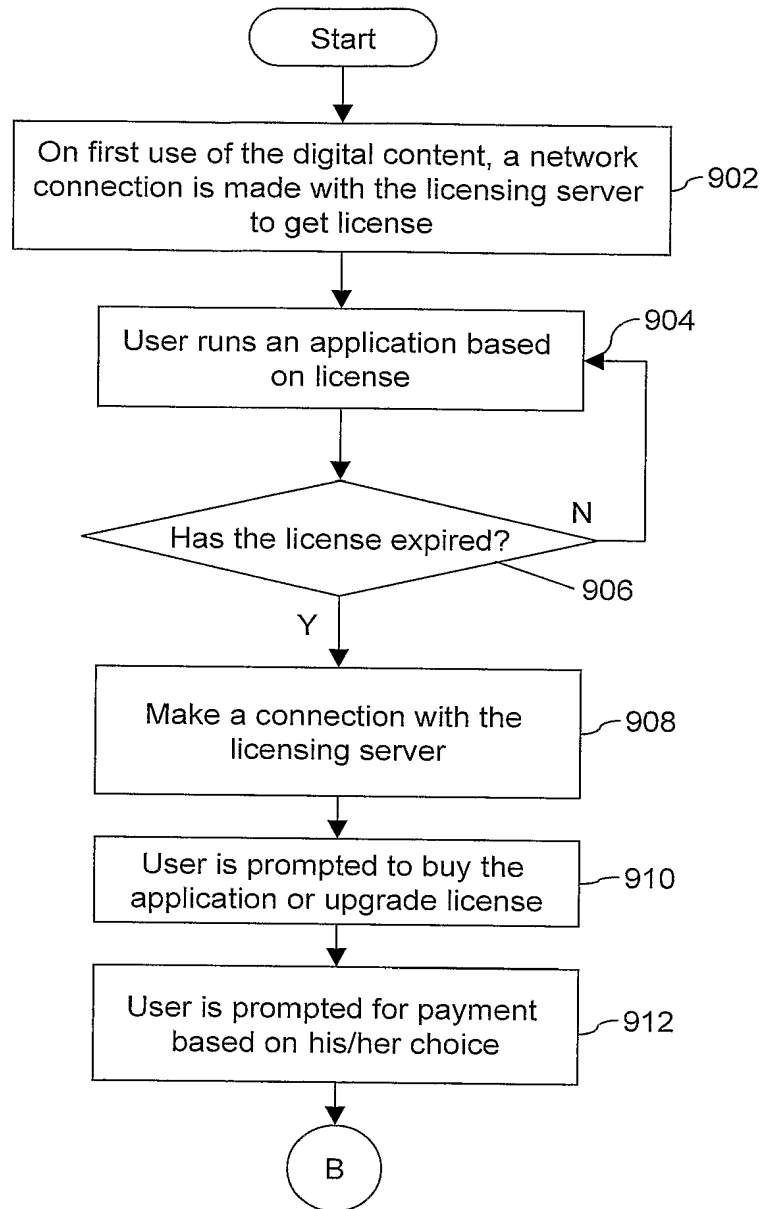 Start
On first use of the digital content, a network
connection is made with the licensing server
to get license
902
User runs an application based
on license
904
Has the license expired?
N
906
Y
Make a connection with the
licensing server
908
User is prompted to buy the
application or upgrade license
910
User is prompted for payment
based on his/her choice
912
B